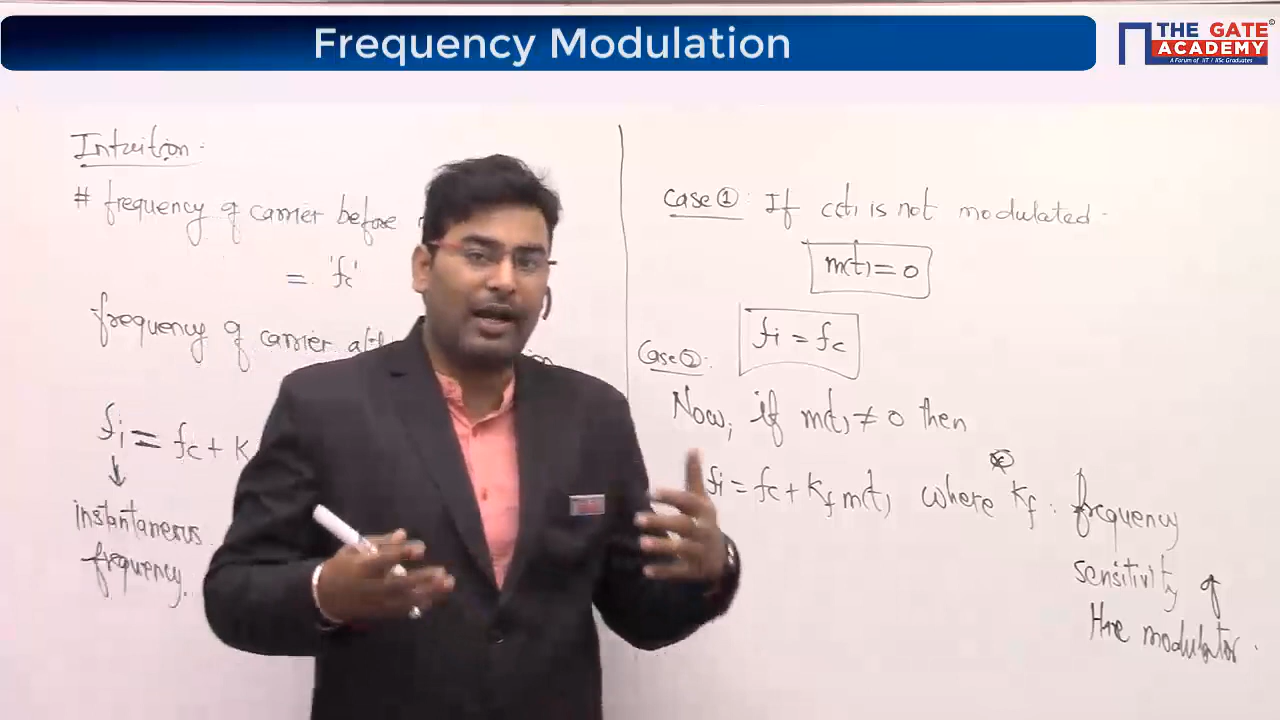 Frequency Modulation
THE GATE
ACADEMY
A Forum of IIT / IISc Graduates
Intuition.
# frequency of carrier before
= 'fc'
frequency of carrier
fi = fc + K
instantaneous
frequency.
Case ① : If c(t) is not modulated.
m(t) = 0
fi = fc
Case ② :
Now, if m(t) ≠ 0 then
fi = fc + Kf m(t), where Kf : frequency
sensitivity of
the modulator.